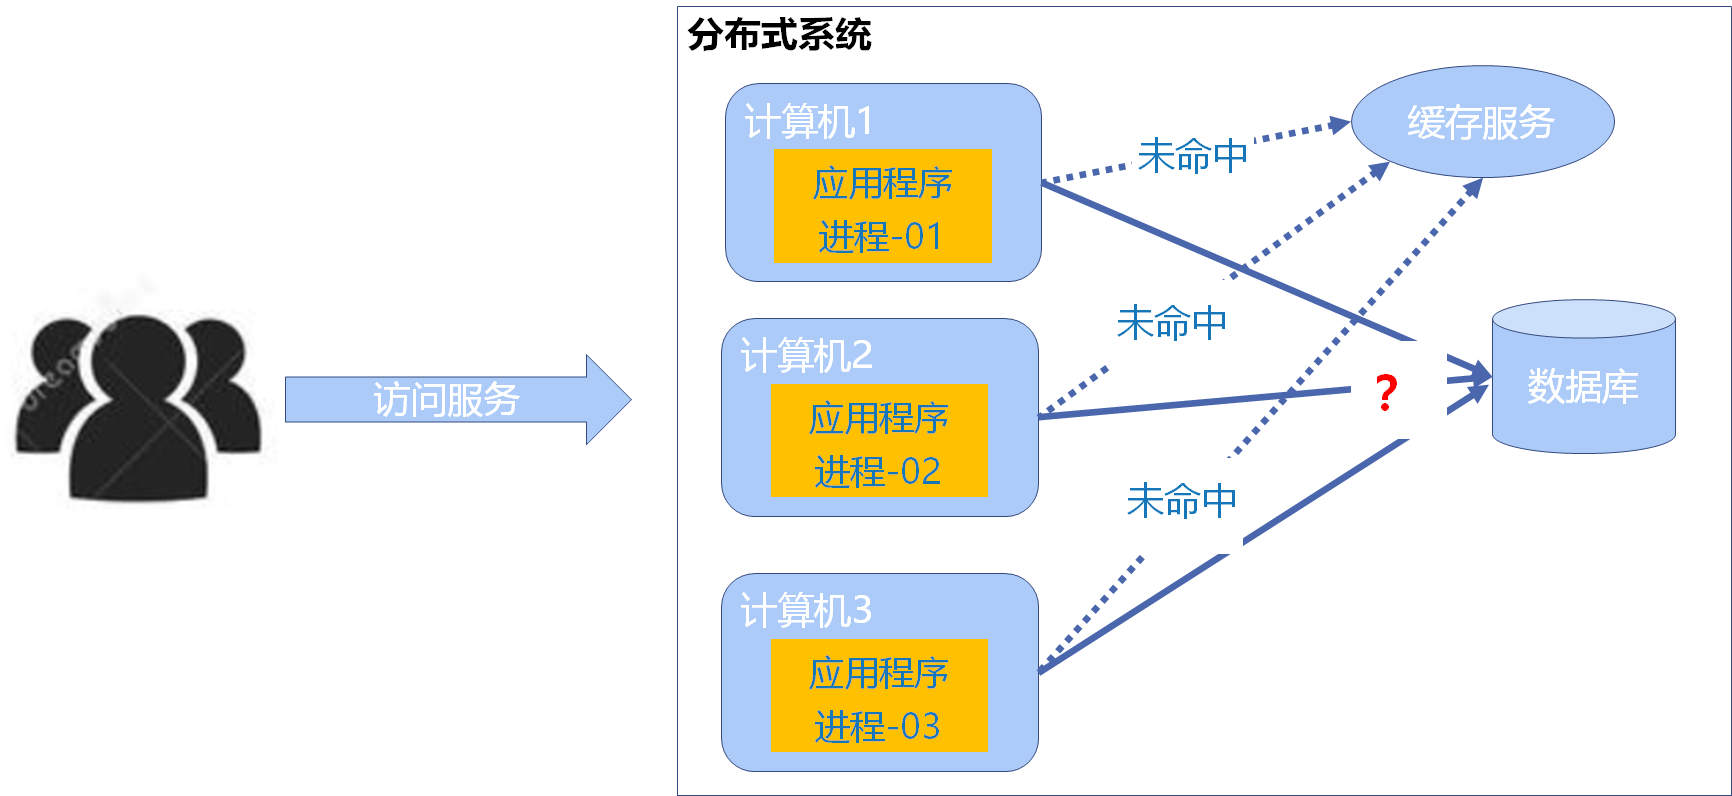 分布式系统
计算机1
应用程序
进程-01
未命中
缓存服务
计算机2
应用程序
进程-02
未命中
?
数据库
访问服务
未命中
计算机3
应用程序
进程-03